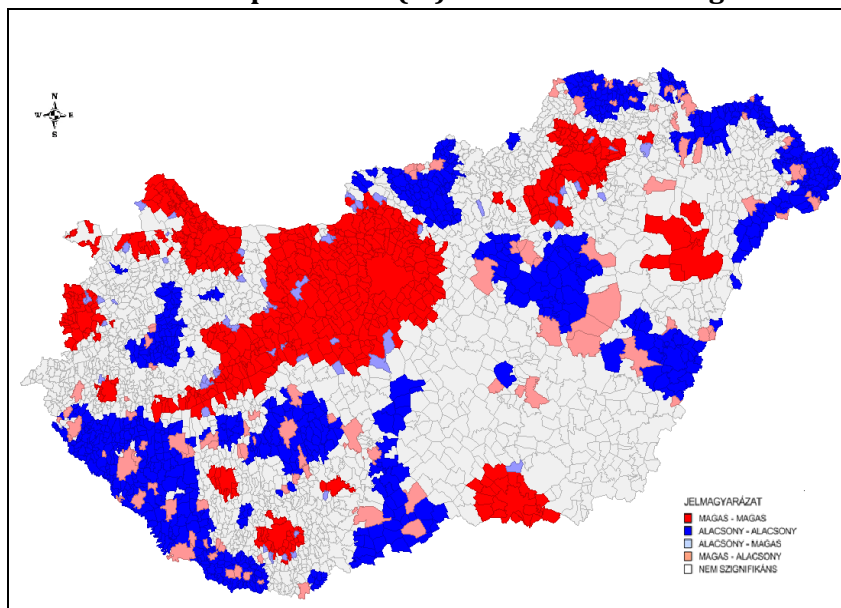 N
W E
S
JELMAGYARÁZAT
MAGAS - MAGAS
ALACSONY - ALACSONY
ALACSONY - MAGAS
MAGAS - ALACSONY
NEM SZIGNIFIKÁNS